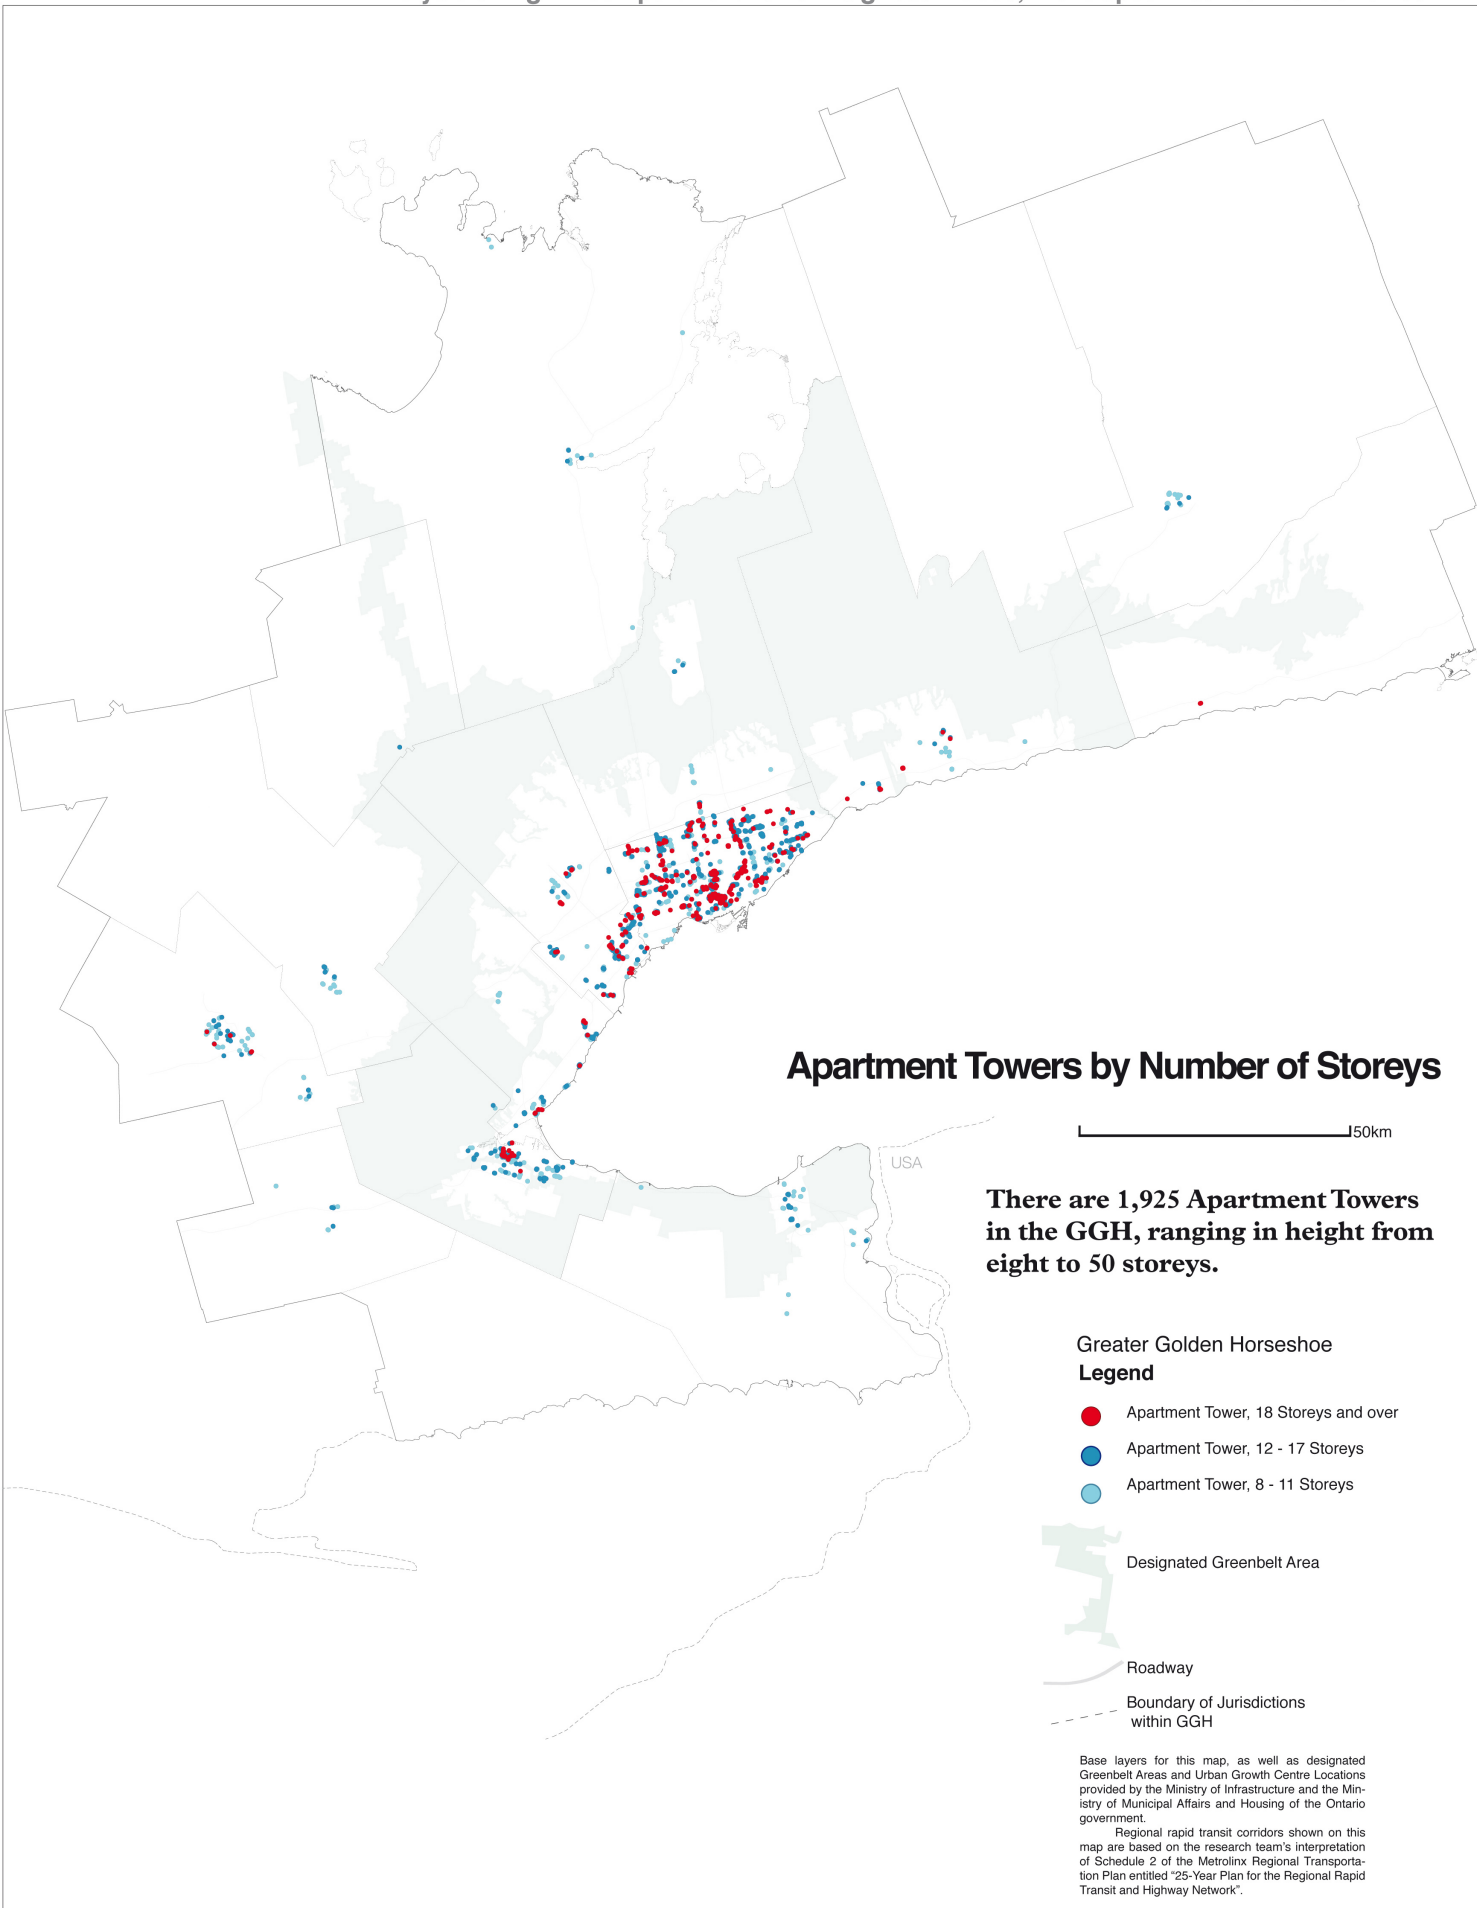 Apartment Towers by Number of Storeys
50km
USA
There are 1,925 Apartment Towers
in the GGH, ranging in height from
eight to 50 storeys.
Greater Golden Horseshoe
Legend
Apartment Tower, 18 Storeys and over
Apartment Tower, 12 - 17 Storeys
Apartment Tower, 8 - 11 Storeys
Designated Greenbelt Area
Roadway
Boundary of Jurisdictions
within GGH
Base layers for this map, as well as designated
Greenbelt Areas and Urban Growth Centre Locations
provided by the Ministry of Infrastructure and the Min-
istry of Municipal Affairs and Housing of the Ontario
government.
Regional rapid transit corridors shown on this
map are based on the research team's interpretation
of Schedule 2 of the Metrolinx Regional Transporta-
tion Plan entitled “25-Year Plan for the Regional Rapid
Transit and Highway Network”.